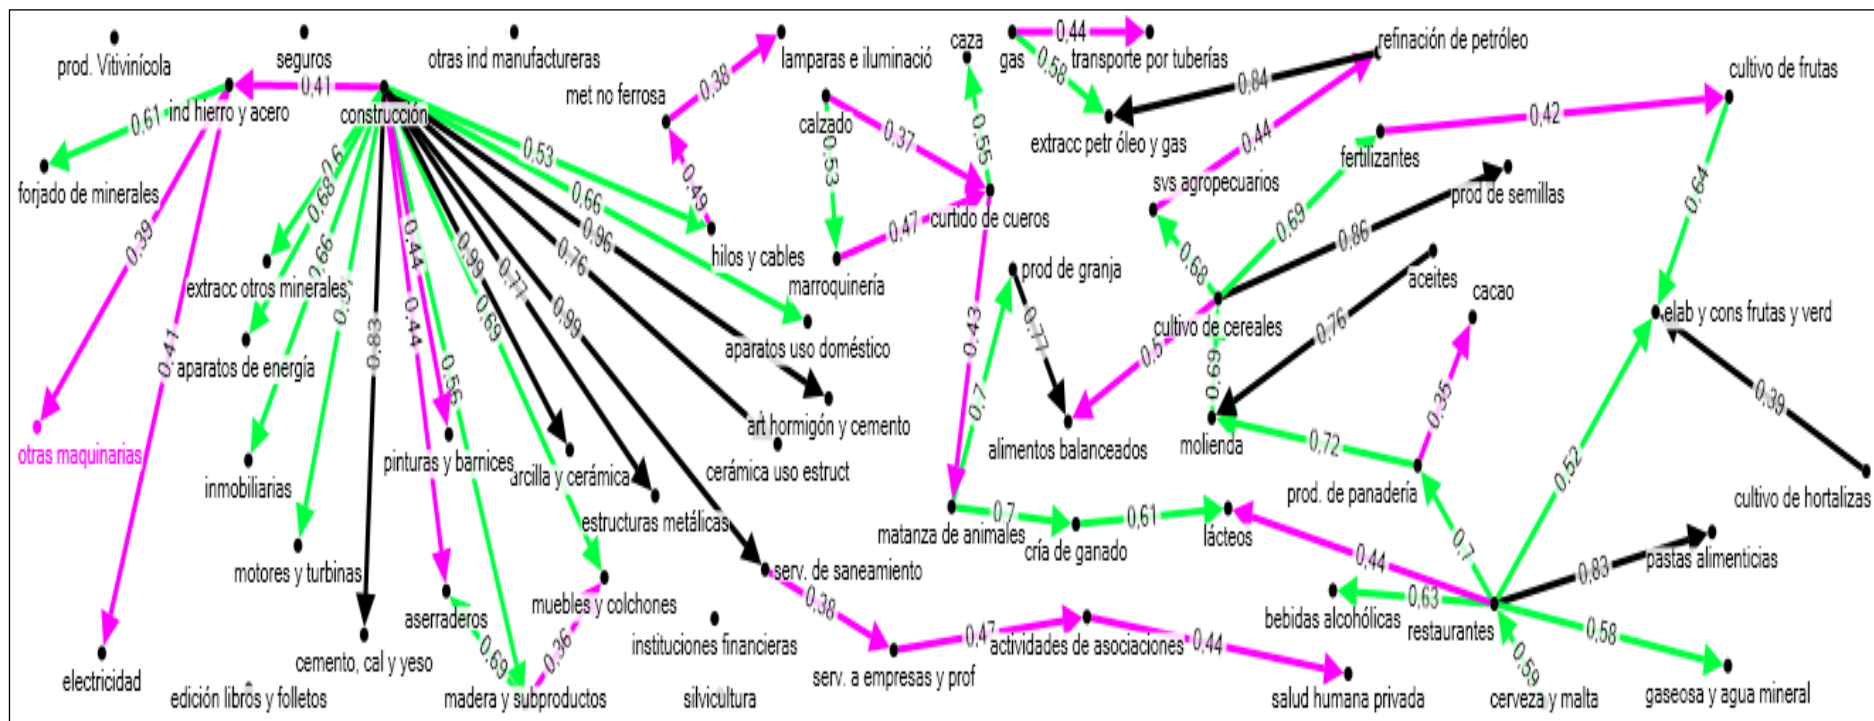 prod. Vitivinícola
seguros
otras ind manufactureras
lamparas e iluminació
caza
gas
0,44
transporte por tuberías
refinación de petróleo
cultivo de frutas
ind hierro y acero
0,41
construcción
met no ferrosa
0,38
calzado
0,58
0,84
extracc petr óleo y gas
0,42
fertilizantes
0,61
forjado de minerales
0,6
0,68
0,53
0,66
0,49
0,37
0,53
0,55
curtido de cueros
0,47
svs agropecuarios
0,44
prod de semillas
0,64
0,39
0,66
0,44
0,99
0,96
0,76
0,77
hilos y cables
marroquinería
prod de granja
0,68
0,69
0,86
aceites
cacao
extracc otros minerales
0,83
0,44
0,69
0,99
aparatos uso doméstico
0,43
0,77
cultivo de cereales
0,76
elab y cons frutas y verd
0,41
aparatos de energía
0,56
art hormigón y cemento
0,7
0,69
0,35
0,39
otras maquinarias
pinturas y barnices
cerámica uso estruct
alimentos balanceados
molienda
0,72
0,52
inmobiliarias
estructuras metálicas
prod. de panadería
cultivo de hortalizas
matanza de animales
0,7
cría de ganado
0,61
lácteos
0,7
0,44
0,83
pastas alimenticias
motores y turbinas
serv. de saneamiento
0,38
aserraderos
muebles y colchones
bebidas alcohólicas
0,63
restaurantes
0,58
instituciones financieras
0,47
actividades de asociaciones
0,44
cemento, cal y yeso
0,69
0,36
serv. a empresas y prof
0,59
electricidad
edición libros y folletos
madera y subproductos
silvicultura
salud humana privada
cerveza y malta
gaseosa y agua mineral